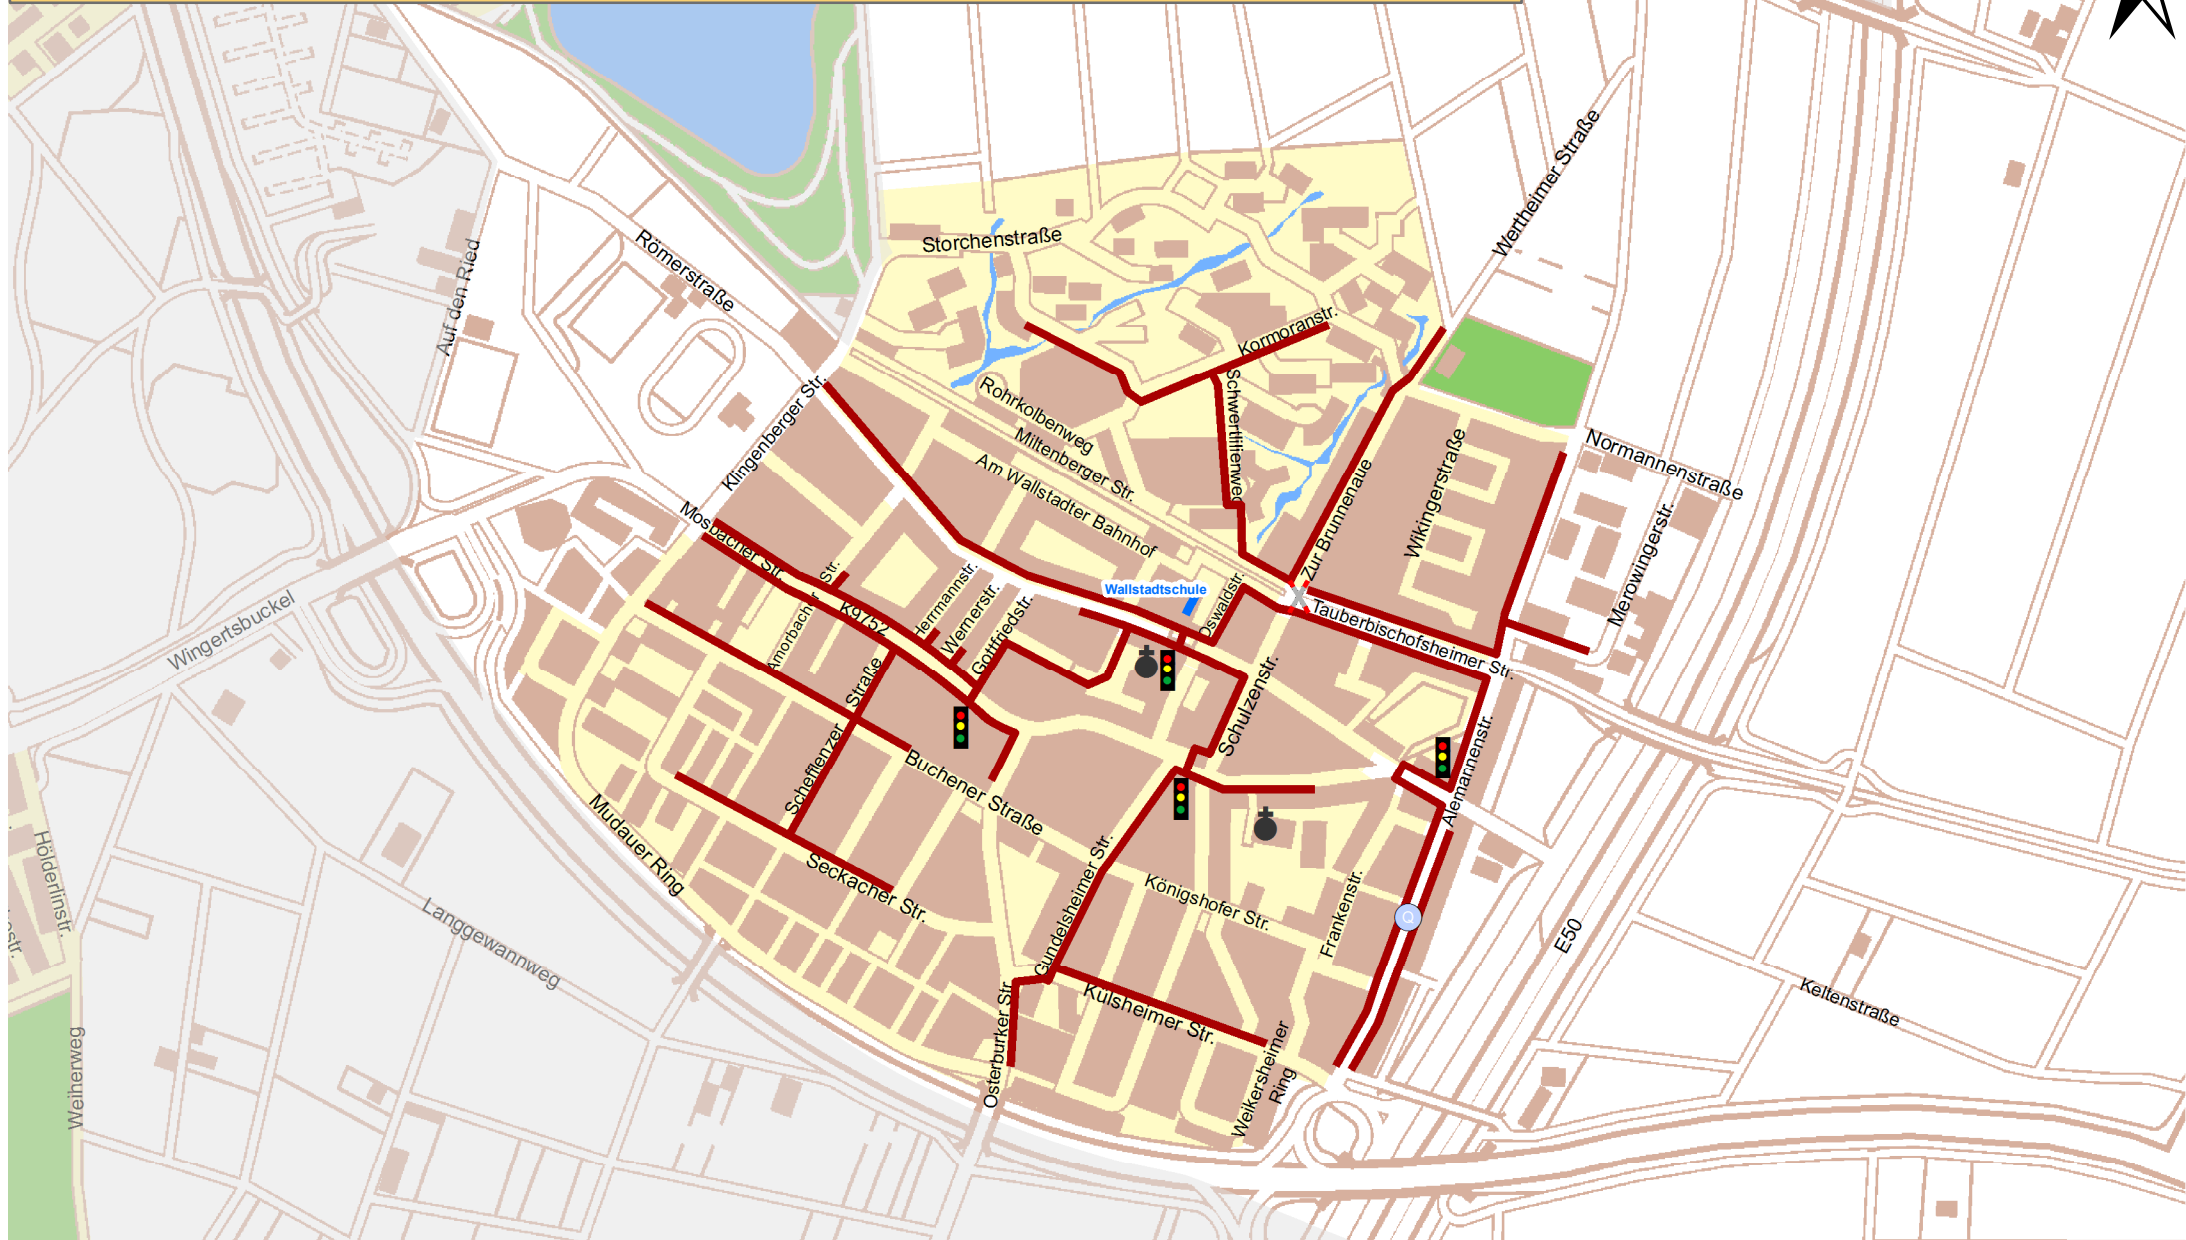 Wertheimer Straße
Storchenstraße
Römerstraße
Auf den Ried
Kormoranstr.
Klingenberger Str.
Rohrkolbenweg
Schwertlilienweg
Miltenberger Str.
Am Wallstadter Bahnhof
Normannenstraße
Wikingerstraße
Zur Brunnenaue
Merowingerstr.
Mosbacher Str.
Wallstadtschule
Oswaldstr.
Tauberbischofsheimer Str.
Amorbacher Str.
K9752
Herrmannstr.
Wernerstr.
Gottfriedstr.
Wingertsbuckel
Schulzenstr.
Schefflenzer Straße
Alemannenstr.
Buchener Straße
Mudauer Ring
Seckacher Str.
Hölderlinstr.
Gundelsheimer Str.
Königshofer Str.
Frankenstr.
Q
E50
Langgewannweg
Külsheimer Str.
Keltenstraße
Osterburker Str.
Weikersheimer
Ring
Weiherweg